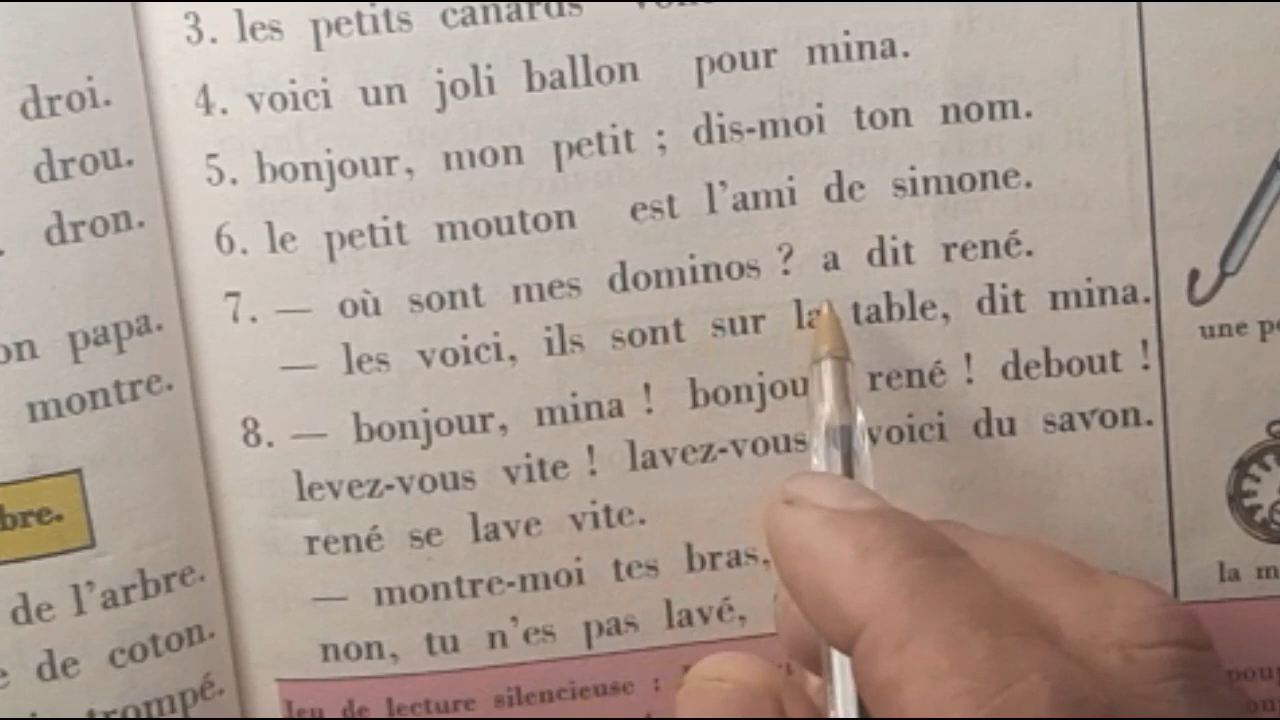 droi.
drou.
dron.
papa.
montre.
de l'arbre.
de coton.
3. les petits canards
4. voici un joli ballon pour mina.
5. bonjour, mon petit ; dis-moi ton nom.
6. le petit mouton est l'ami de simone.
7. — où sont mes dominos ? a dit rené.
— les voici, ils sont sur la table, dit mina.
8. — bonjour, mina ! bonjou rené ! debout !
levez-vous vite ! lavez-vous voici du savon.
rené se lave vite.
— montre-moi tes bras.
non, tu n'es pas lavé,
Jeu de lecture silencieuse :
une
la